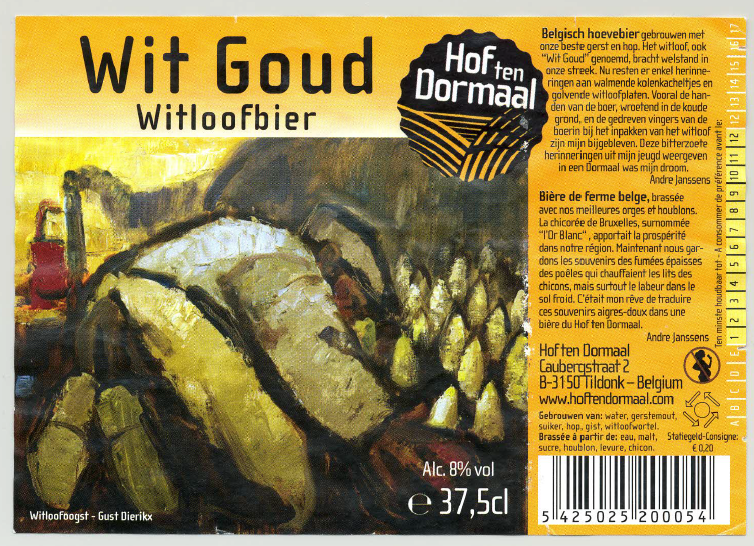 Wit Goud
Witloofbier
Hof ten
Dormaal
Belgisch hoevebier gebrouwen met
onze beste gerst en hop. Het witloof, ook
"Wit Goud" genoemd, bracht welstand in
onze streek. Nu resten er enkel herinne-
ringen aan walmende kolenkacheltjes en
golvende witloofplaten. Vooral de han-
den van de boer, wroetend in de koude
grond, en de gedreven vingers van de
boerin bij het inpakken van het witloof
zijn mijn bijgebleven. Deze bitterzoete
herinneringen uit mijn jeugd weergeven
in een Dormaal was mijn droom.
Andre Janssens
Bière de ferme belge, brassée
avec nos meilleures orges et houblons.
La chicorée de Bruxelles, surnommée
"l'Or Blanc", apportait la prospérité
dans notre région. Maintenant nous gar-
dons les souvenirs des fumées épaisses
des poêles qui chauffaient les lits des
chicons, mais surtout le labeur dans le
sol froid. C'était mon rêve de traduire
ces souvenirs aigres-doux dans une
bière du Hof ten Dormaal.
Andre Janssens
Hof ten Dormaal
Caubergstraat 2
B-3150 Tildonk – Belgium
www.hoftendormaal.com
Gebrouwen van: water, gerstemout,
suiker, hop, gist, witloofwortel.
Brassée à partir de: eau, malt,
sucre, houblon, levure, chicon.
Statiegeld-Consigne:
€ 0,20
Ten minste houdbaar tot - A consommer de préférence avant le:
A B C D E 1 2 3 4 5 6 7 8 9 10 11 12 12 13 14 15 16 17
Alc. 8% vol
e 37,5cl
Witloofoogst - Gust Dierikx
5 425025 200054